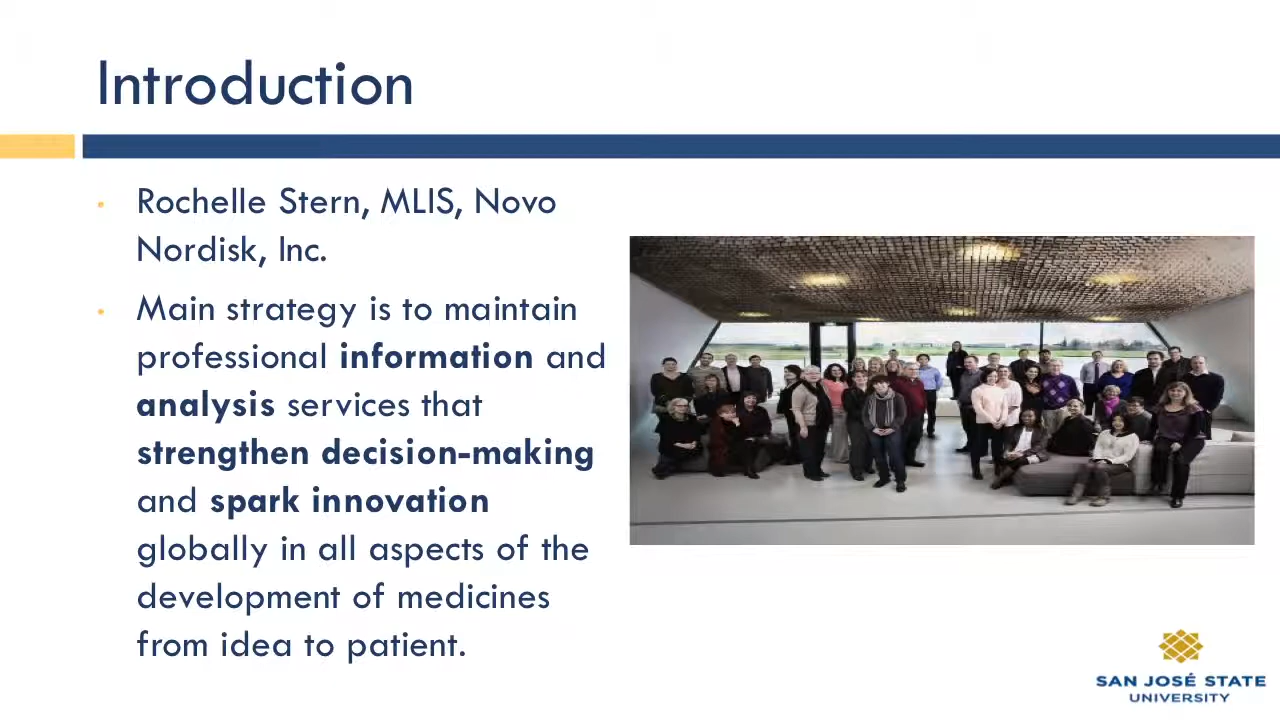 Introduction
Rochelle Stern, MLIS, Novo
Nordisk, Inc.
Main strategy is to maintain
professional information and
analysis services that
strengthen decision-making
and spark innovation
globally in all aspects of the
development of medicines
from idea to patient.
SAN JOSÉ STATE
UNIVERSITY